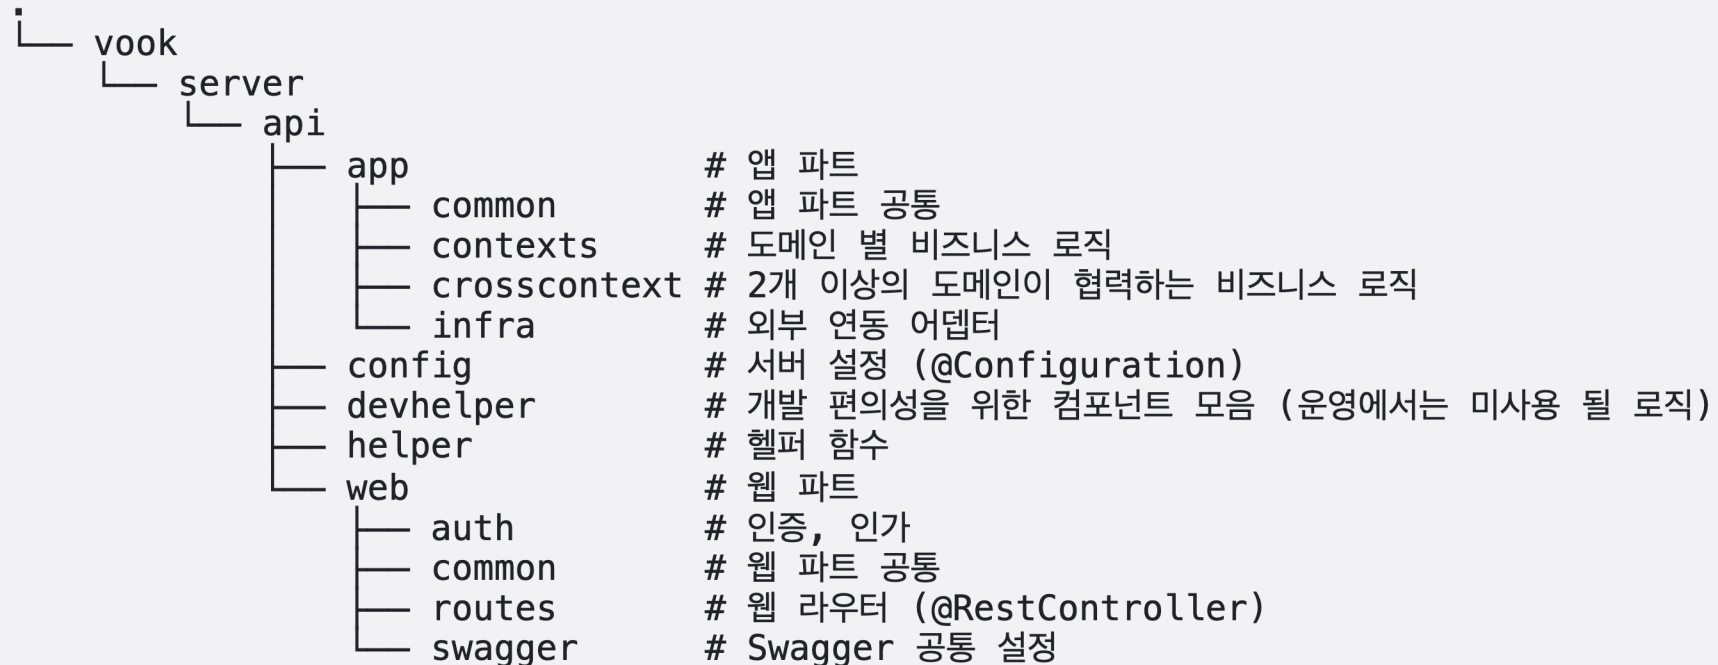 .
└── vook
    └── server
        └── api
            ├── app              # 앱 파트
            │   ├── common       # 앱 파트 공통
            │   ├── contexts     # 도메인 별 비즈니스 로직
            │   ├── crosscontext # 2개 이상의 도메인이 협력하는 비즈니스 로직
            │   └── infra        # 외부 연동 어뎁터
            ├── config           # 서버 설정 (@Configuration)
            ├── devhelper        # 개발 편의성을 위한 컴포넌트 모음 (운영에서는 미사용 될 로직)
            ├── helper           # 헬퍼 함수
            └── web              # 웹 파트
                ├── auth         # 인증, 인가
                ├── common       # 웹 파트 공통
                ├── routes       # 웹 라우터 (@RestController)
                └── swagger      # Swagger 공통 설정